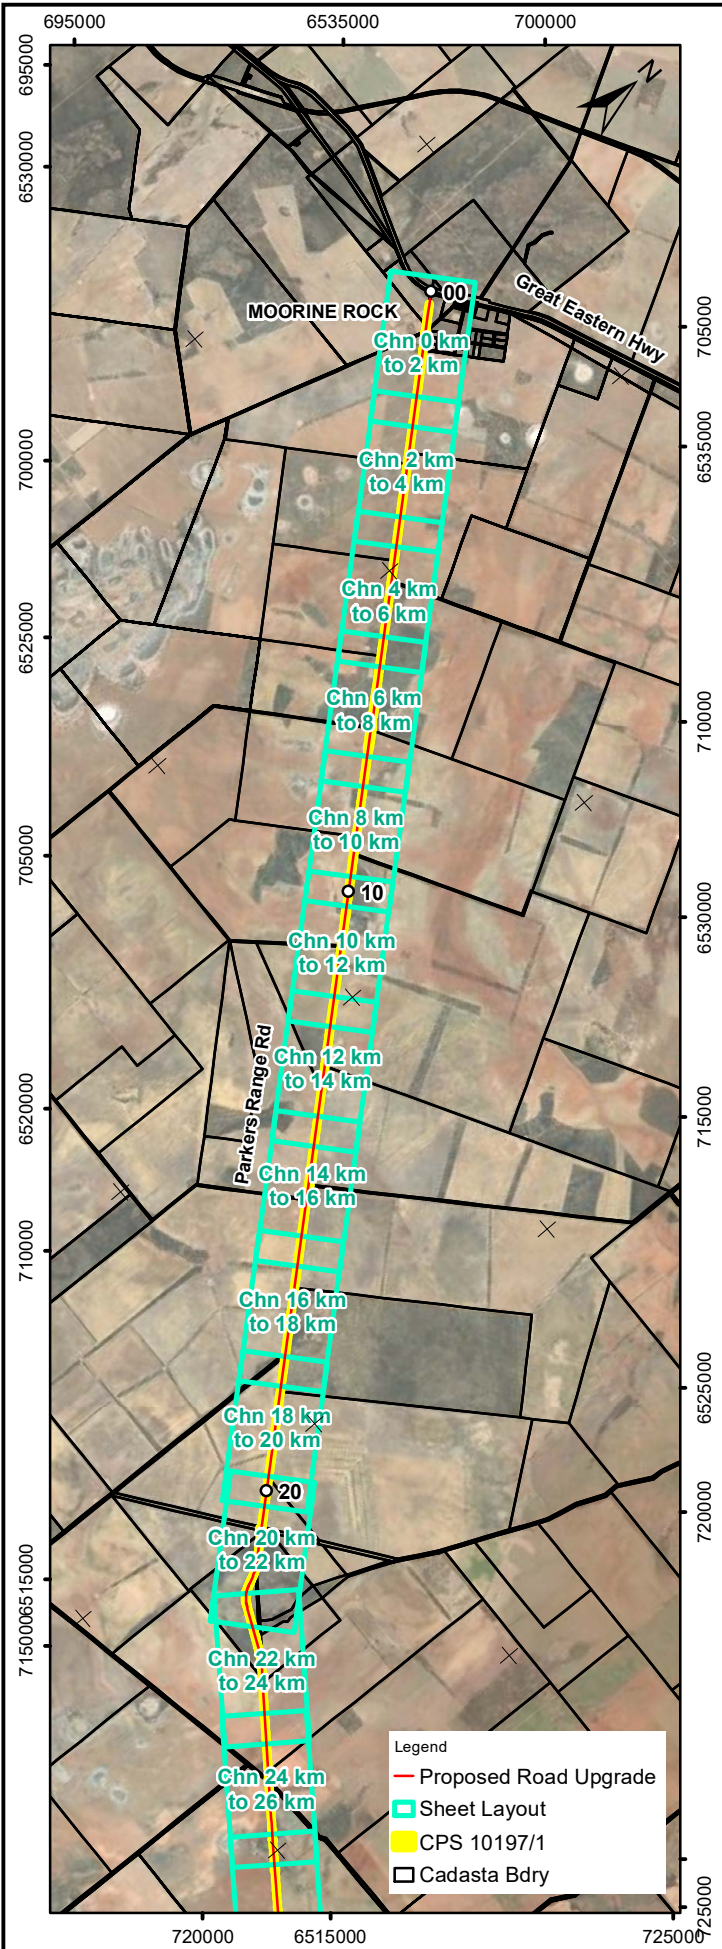 695000 6535000 700000
695000
6530000
700000
6525000
705000
6520000
710000
6515000
715000
N
00
MOORINE ROCK
Great Eastern Hwy
Chn 0 km
to 2 km
Chn 2 km
to 4 km
Chn 4 km
to 6 km
Chn 6 km
to 8 km
Chn 8 km
to 10 km
10
Chn 10 km
to 12 km
Parkers Range Rd
Chn 12 km
to 14 km
Chn 14 km
to 16 km
Chn 16 km
to 18 km
Chn 18 km
to 20 km
20
Chn 20 km
to 22 km
Chn 22 km
to 24 km
Chn 24 km
to 26 km
Legend
Proposed Road Upgrade
Sheet Layout
CPS 10197/1
Cadasta Bdry
705000
6535000
710000
6530000
715000
6525000
720000
725000
720000 6515000 725000